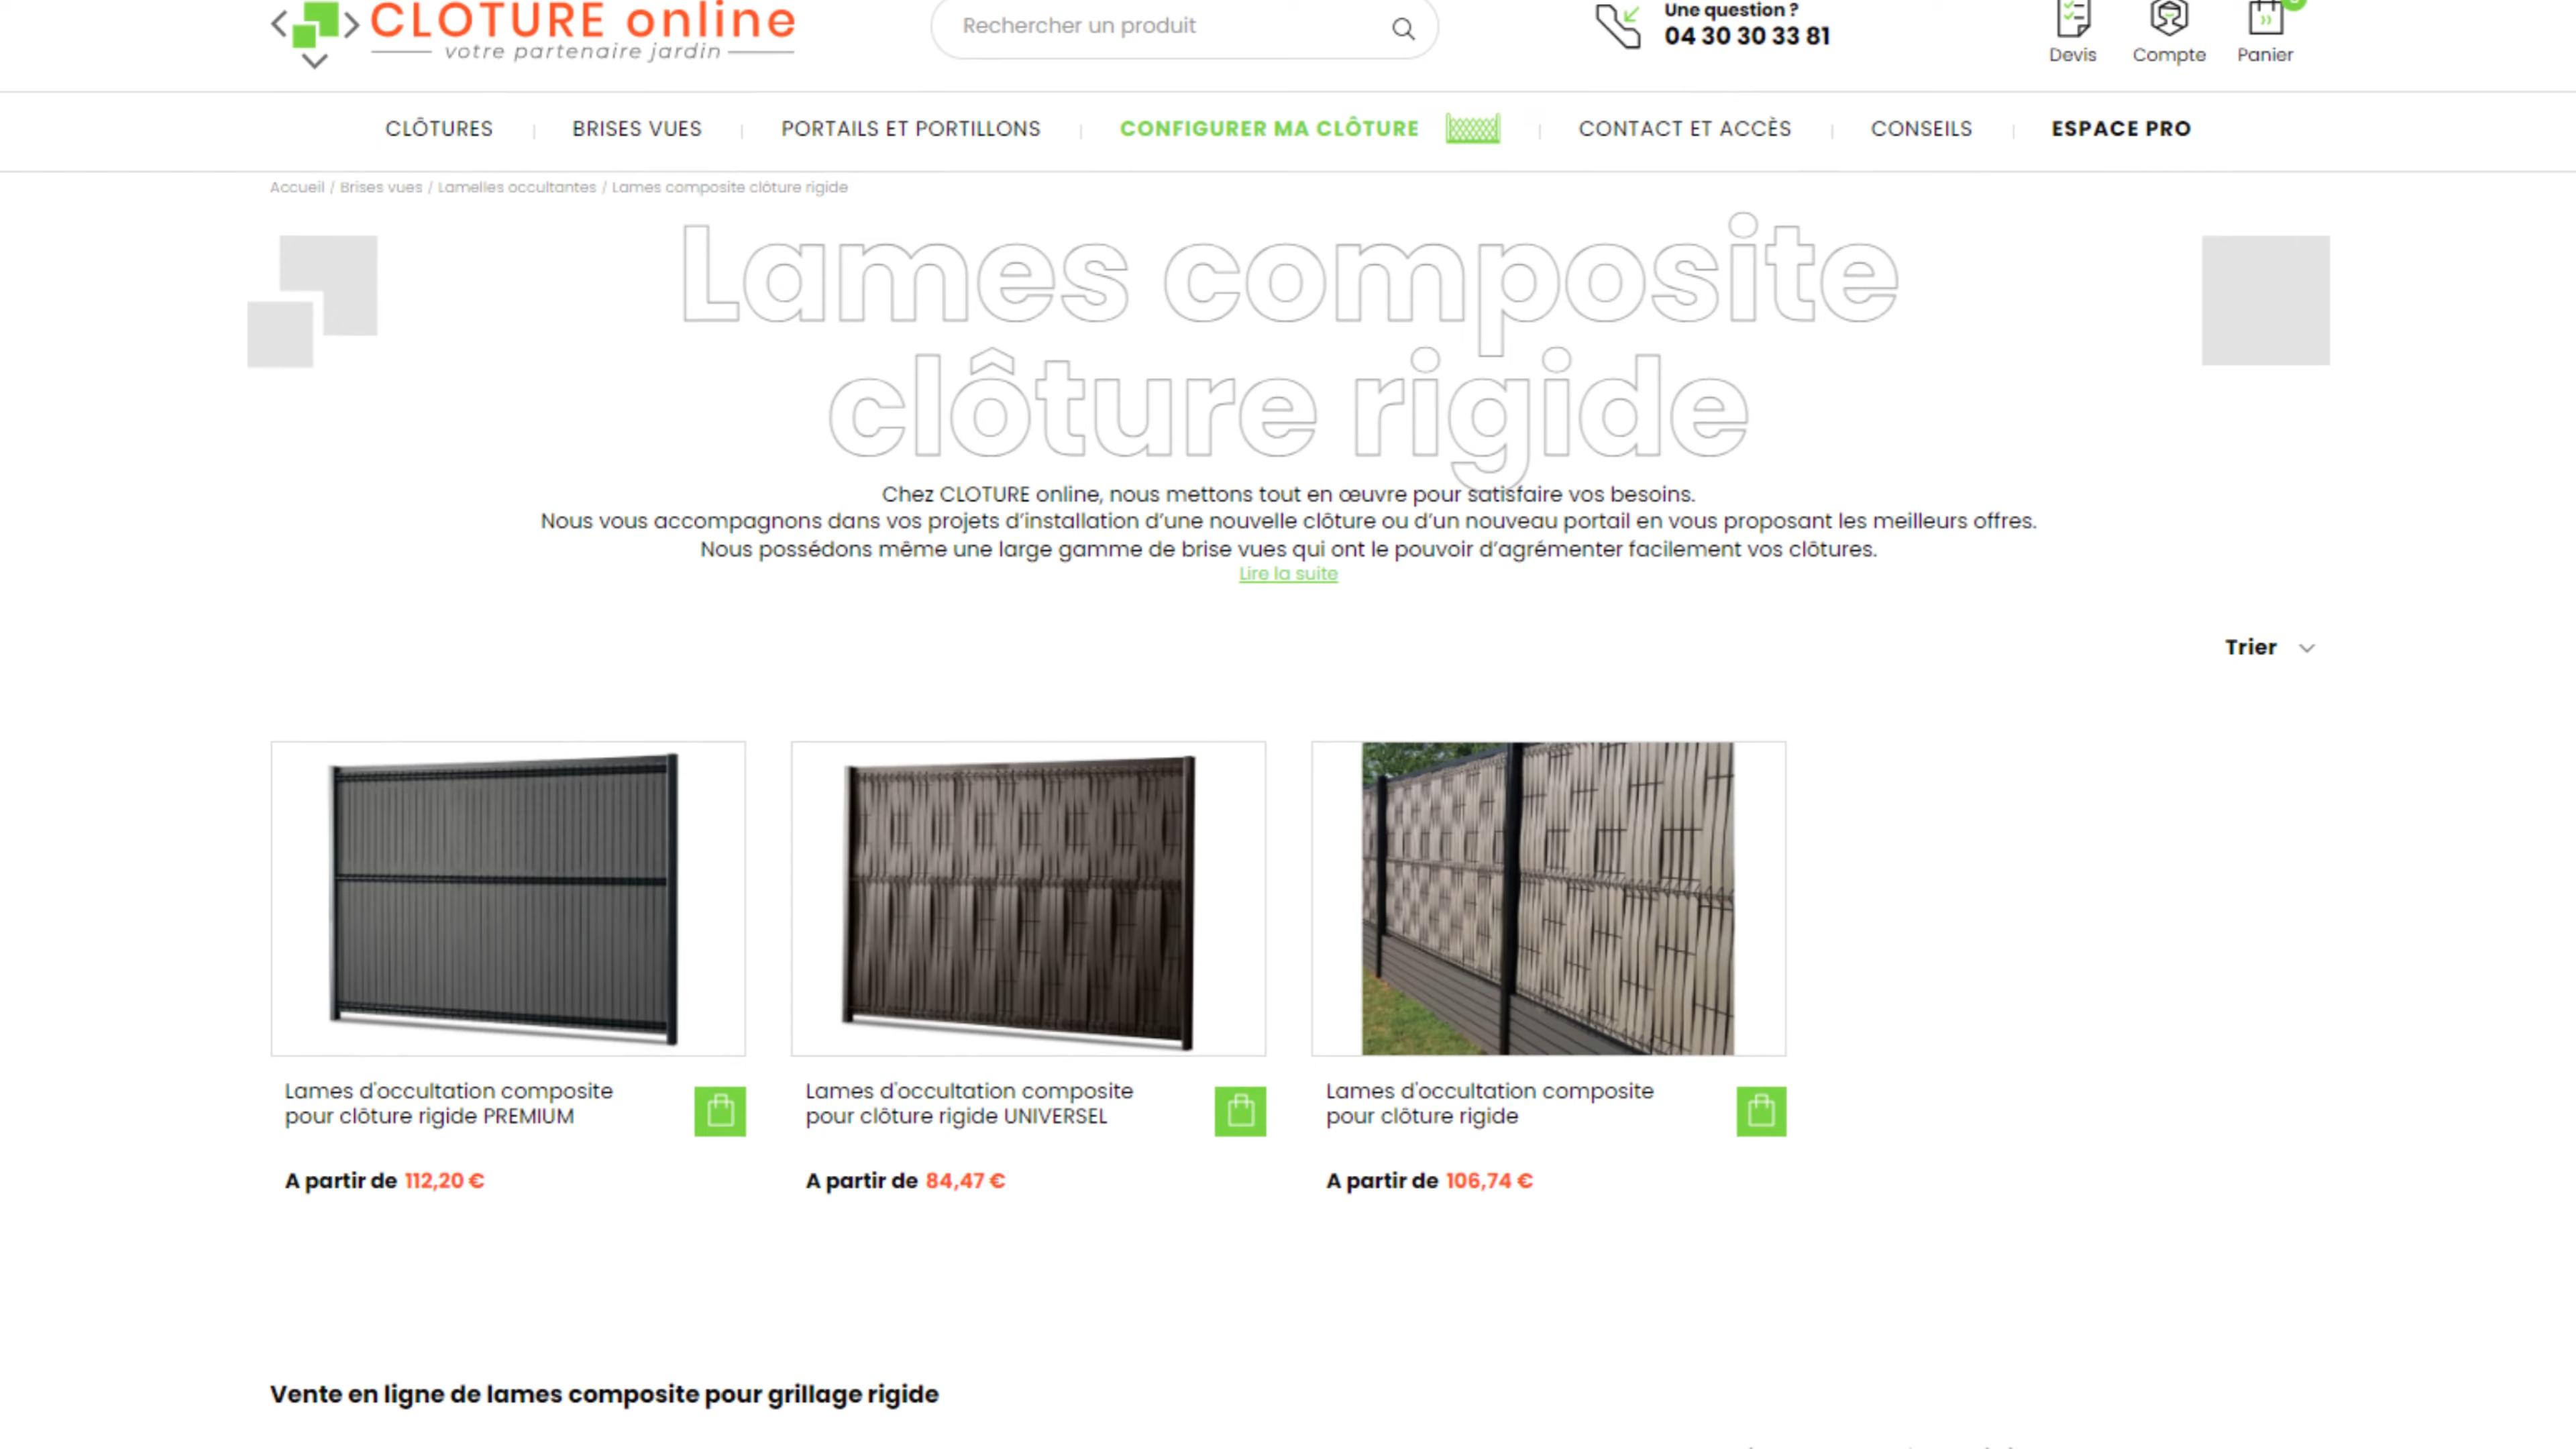 CLOTURE online
votre partenaire jardin
Rechercher un produit
Une question ?
04 30 30 33 81
Devis
Compte
Panier
CLÔTURES
BRISES VUES
PORTAILS ET PORTILLONS
CONFIGURER MA CLÔTURE
CONTACT ET ACCÈS
CONSEILS
ESPACE PRO
Accueil / Brises vues / Lamelles occultantes / Lames composite clôture rigide
Lames composite
clôture rigide
Chez CLOTURE online, nous mettons tout en œuvre pour satisfaire vos besoins.
Nous vous accompagnons dans vos projets d'installation d'une nouvelle clôture ou d'un nouveau portail en vous proposant les meilleurs offres.
Nous possédons même une large gamme de brise vues qui ont le pouvoir d'agrémenter facilement vos clôtures.
Lire la suite
Trier
Lames d'occultation composite
pour clôture rigide PREMIUM
A partir de 112,20 €
Lames d'occultation composite
pour clôture rigide UNIVERSEL
A partir de 84,47 €
Lames d'occultation composite
pour clôture rigide
A partir de 106,74 €
Vente en ligne de lames composite pour grillage rigide